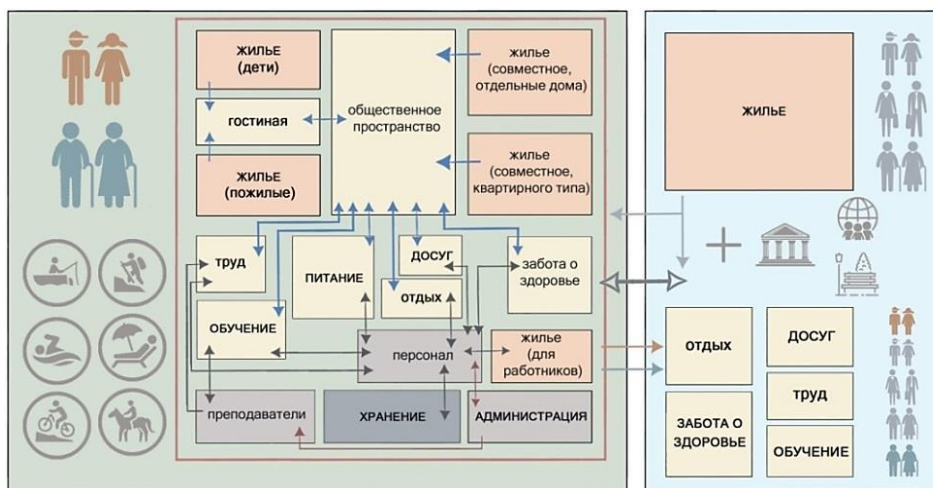 ЖИЛЬЕ
(дети)
гостиная
ЖИЛЬЕ
(пожилые)
общественное
пространство
жилье
(совместное,
отдельные дома)
жилье
(совместное,
квартирного типа)
труд
ПИТАНИЕ
ДОСУГ
отдых
забота о
здоровье
ОБУЧЕНИЕ
персонал
жилье
(для
работников)
преподаватели
ХРАНЕНИЕ
АДМИНИСТРАЦИЯ
ЖИЛЬЕ
отдых
ДОСУГ
труд
ЗАБОТА О
ЗДОРОВЬЕ
ОБУЧЕНИЕ